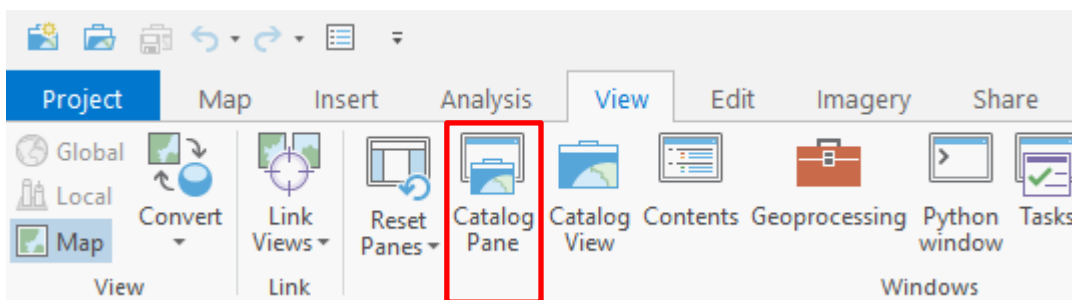 Project Map Insert Analysis View Edit Imagery Share
Global
Local
Map
Convert
Link
Views
Reset
Panes
Catalog
Pane
Catalog
View
Contents
Geoprocessing
Python
window
Tasks
View Link Windows